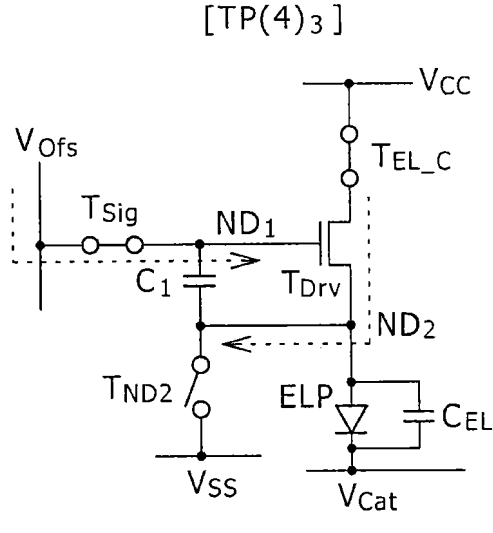 [TP(4)3]
VCC
VOfs
TEL_C
TSig
ND1
C1
TDrv
ND2
TND2
ELP
CEL
VSS
VCat